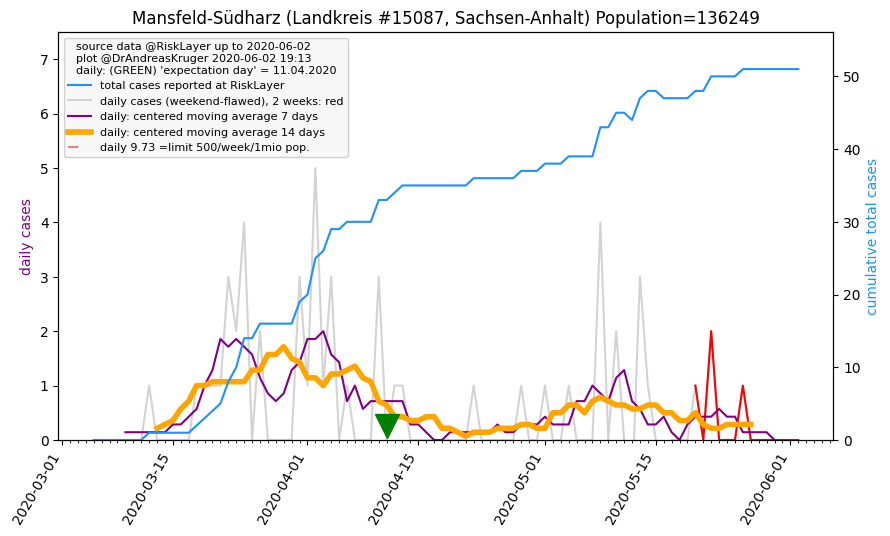 Mansfeld-Südharz (Landkreis #15087, Sachsen-Anhalt) Population=136249
source data @RiskLayer up to 2020-06-02
plot @DrAndreasKruger 2020-06-02 19:13
daily: (GREEN) 'expectation day' = 11.04.2020
total cases reported at RiskLayer
daily cases (weekend-flawed), 2 weeks: red
daily: centered moving average 7 days
daily: centered moving average 14 days
daily 9.73 =limit 500/week/1mio pop.
daily cases
7
6
5
4
3
2
1
0
50
40
30
20
10
0
cumulative total cases
2020-03-01
2020-03-15
2020-04-01
2020-04-15
2020-05-01
2020-05-15
2020-06-01